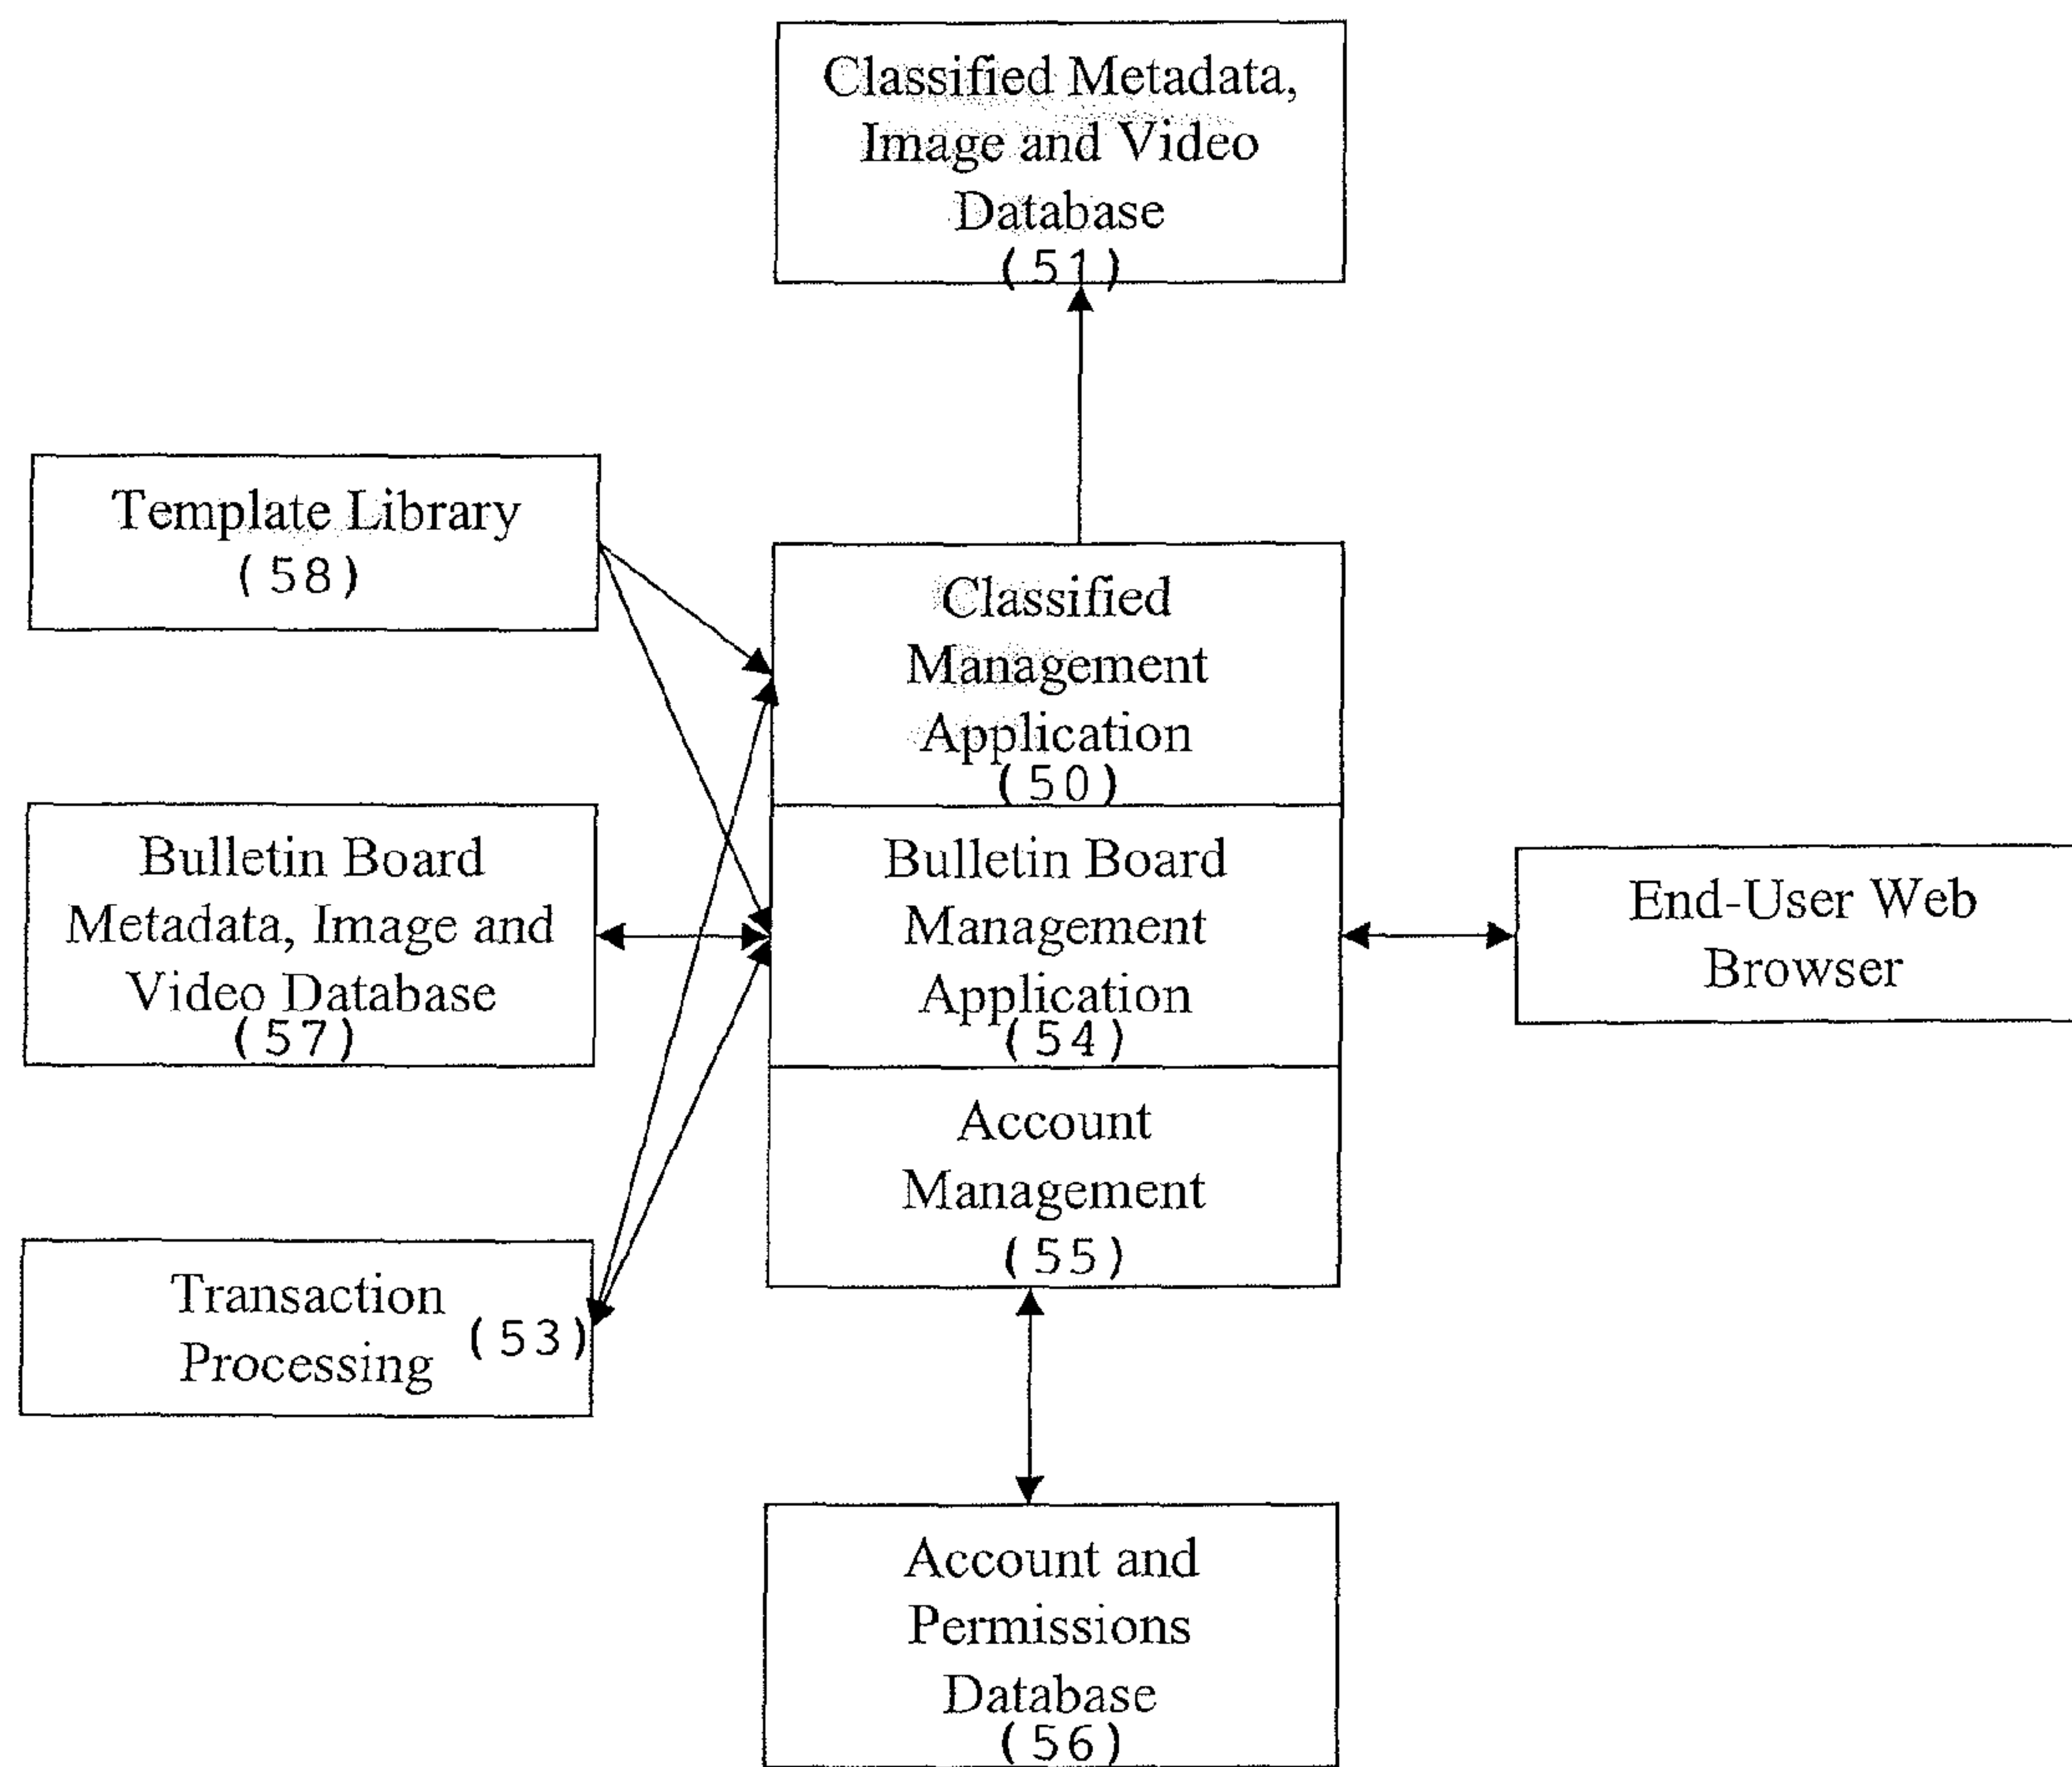 Classified Metadata,
Image and Video
Database
(51)
Template Library
(58)
Classified
Management
Application
(50)
Bulletin Board
Metadata, Image and
Video Database
(57)
Bulletin Board
Management
Application
(54)
End-User Web
Browser
Account
Management
(55)
Transaction
Processing
(53)
Account and
Permissions
Database
(56)